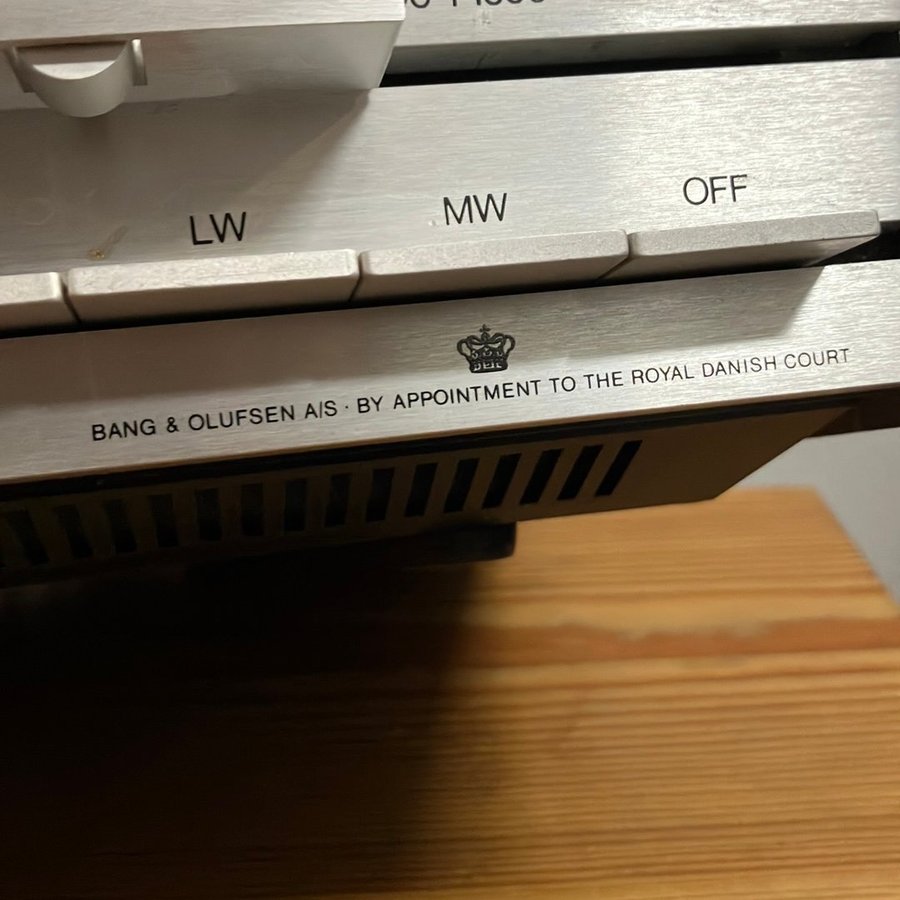 LW
MW
OFF
BANG & OLUFSEN A/S · BY APPOINTMENT TO THE ROYAL DANISH COURT